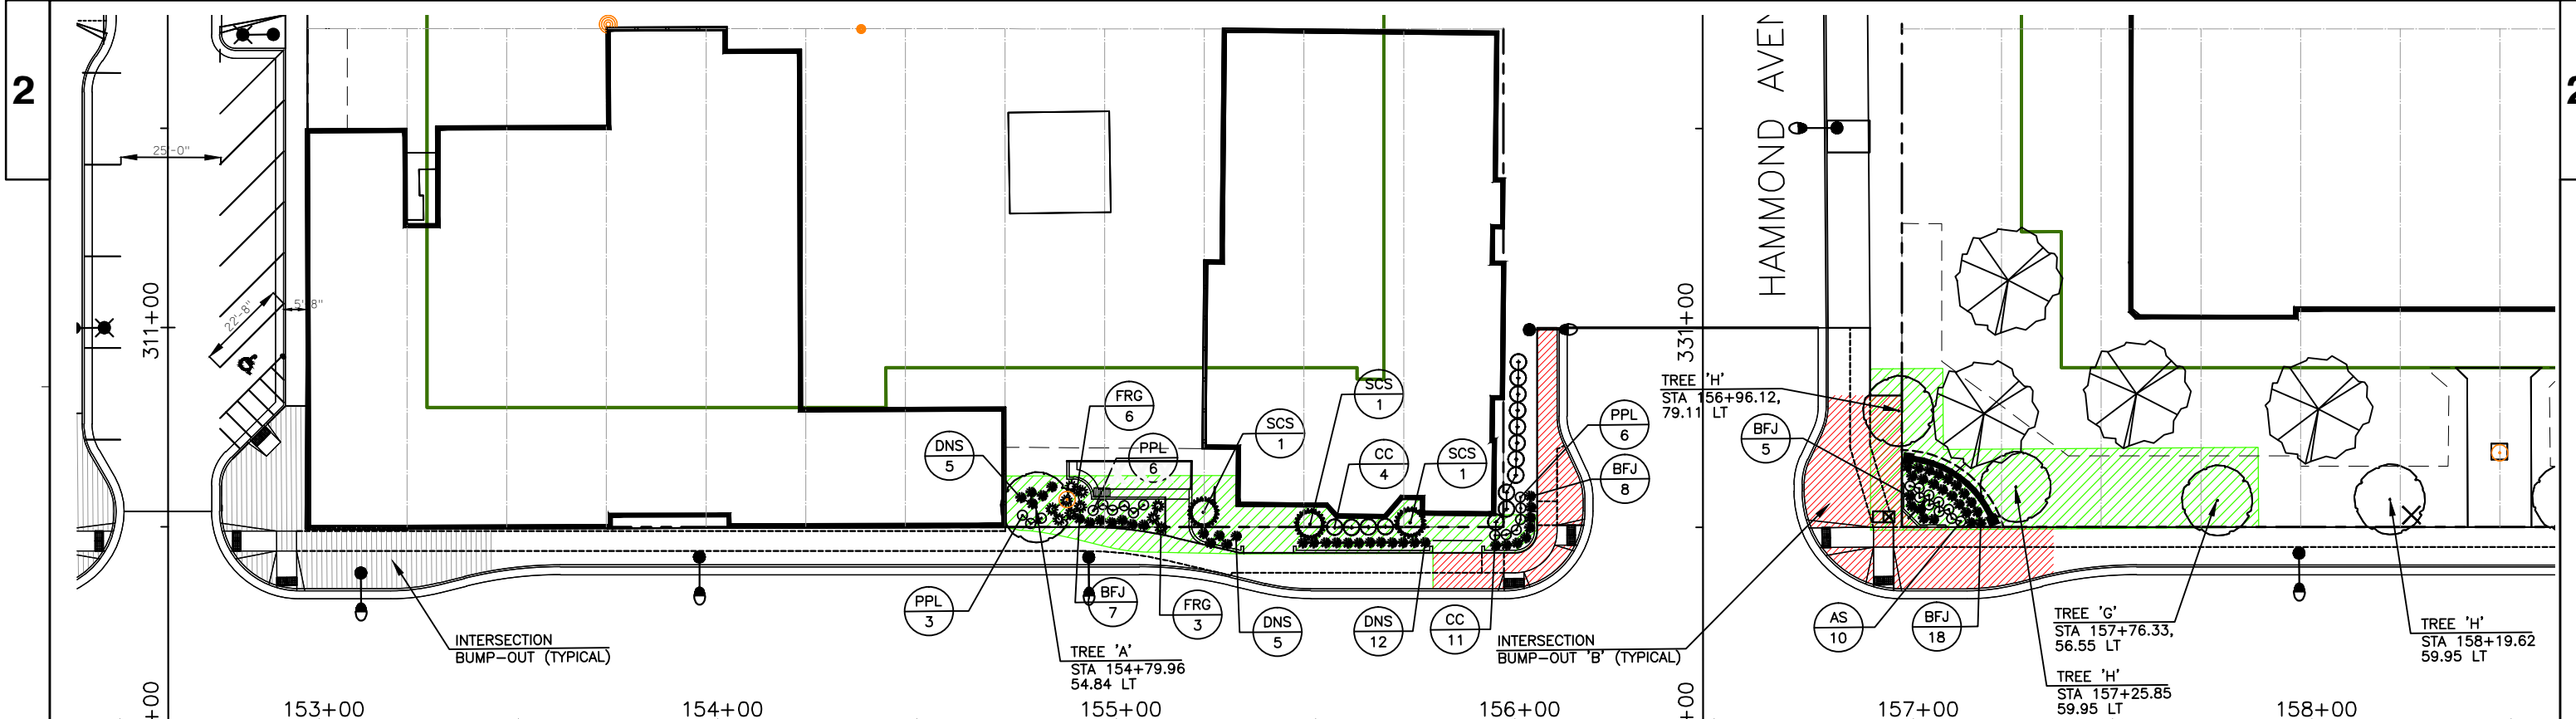 2
2
25'-0"
22'-8"
5'-8"
311+00
HAMMOND AVEN
331+00
FRG
6
SCS
1
DNS
5
PPL
6
SCS
1
CC
4
SCS
1
PPL
6
BFJ
8
TREE 'H'
STA 156+96.12,
79.11 LT
BFJ
5
PPL
3
BFJ
7
FRG
3
DNS
5
DNS
12
CC
11
AS
10
BFJ
18
INTERSECTION
BUMP-OUT (TYPICAL)
TREE 'A'
STA 154+79.96
54.84 LT
INTERSECTION
BUMP-OUT 'B' (TYPICAL)
TREE 'G'
STA 157+76.33,
56.55 LT
TREE 'H'
STA 158+19.62
59.95 LT
TREE 'H'
STA 157+25.85
59.95 LT
+00
+00
153+00
154+00
155+00
156+00
157+00
158+00